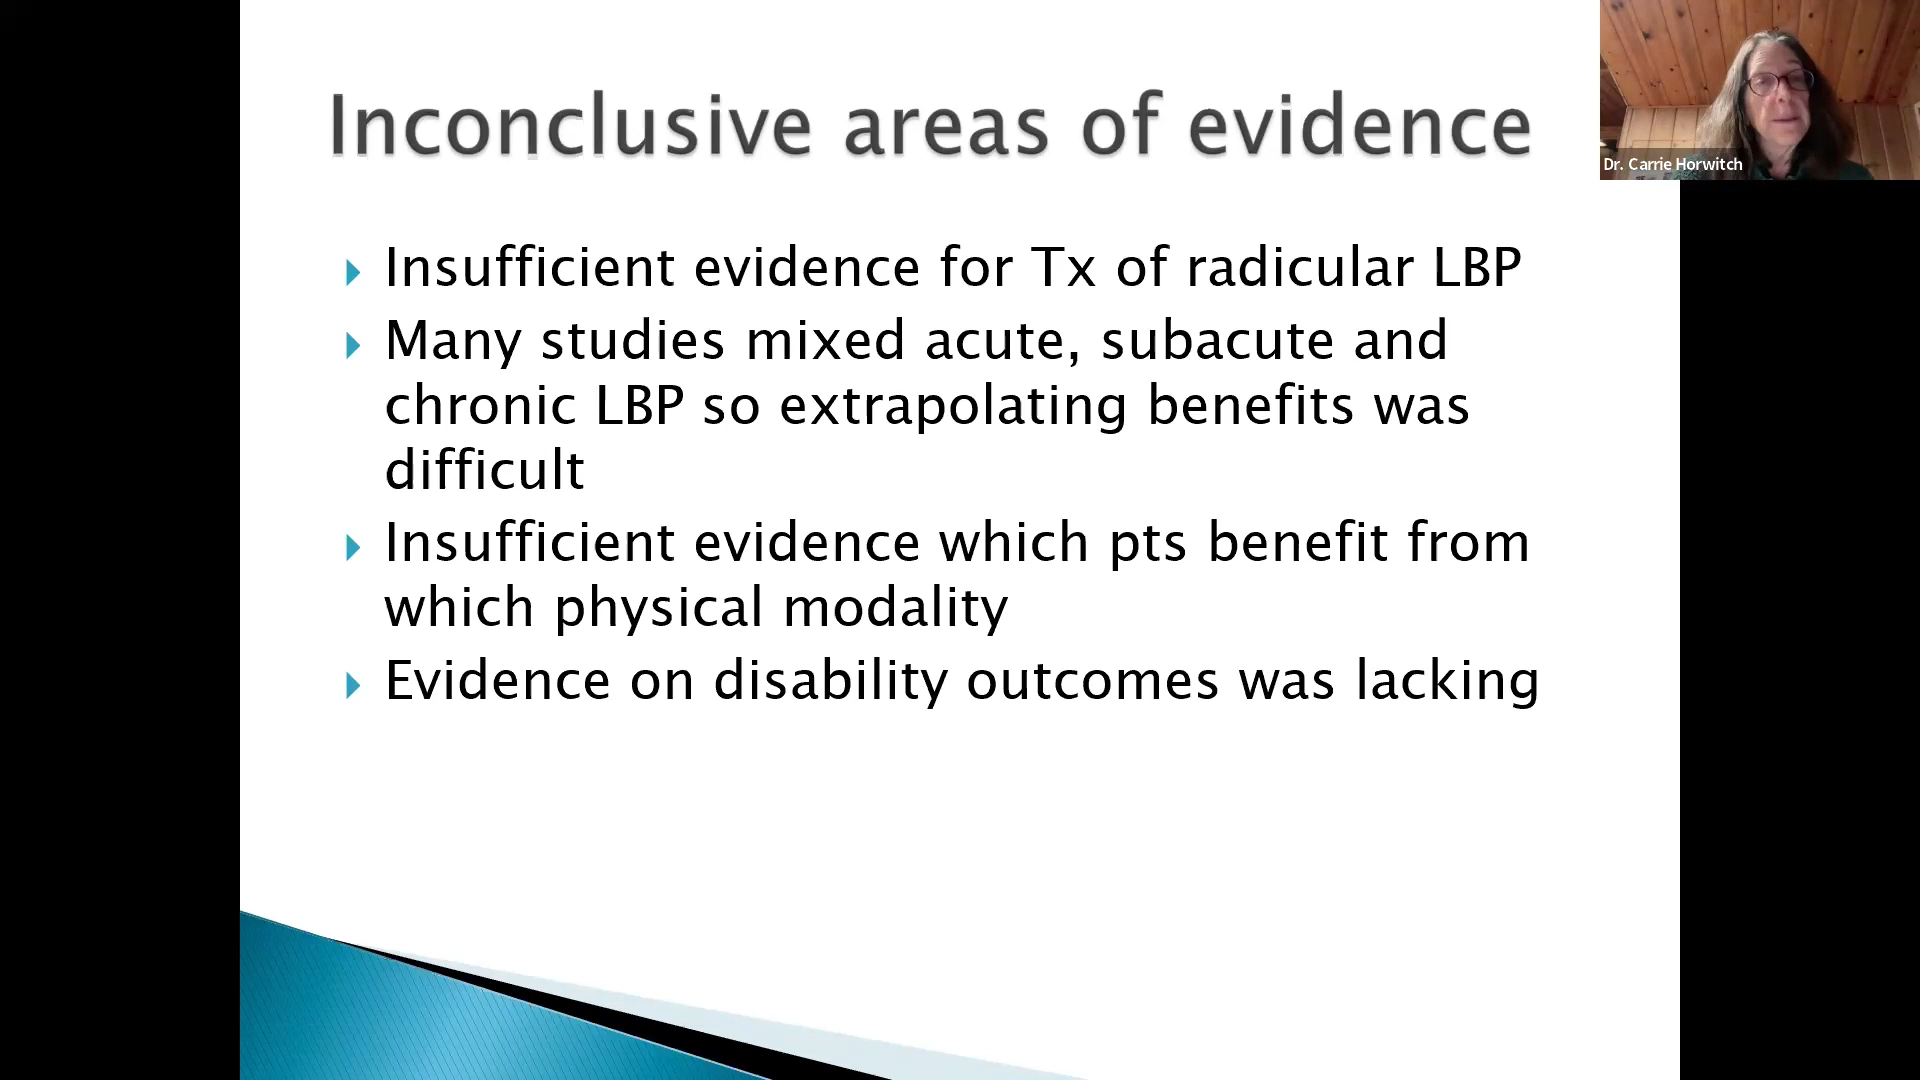 Inconclusive areas of evidence
Dr. Carrie Horwitch
Insufficient evidence for Tx of radicular LBP
Many studies mixed acute, subacute and
chronic LBP so extrapolating benefits was
difficult
Insufficient evidence which pts benefit from
which physical modality
Evidence on disability outcomes was lacking